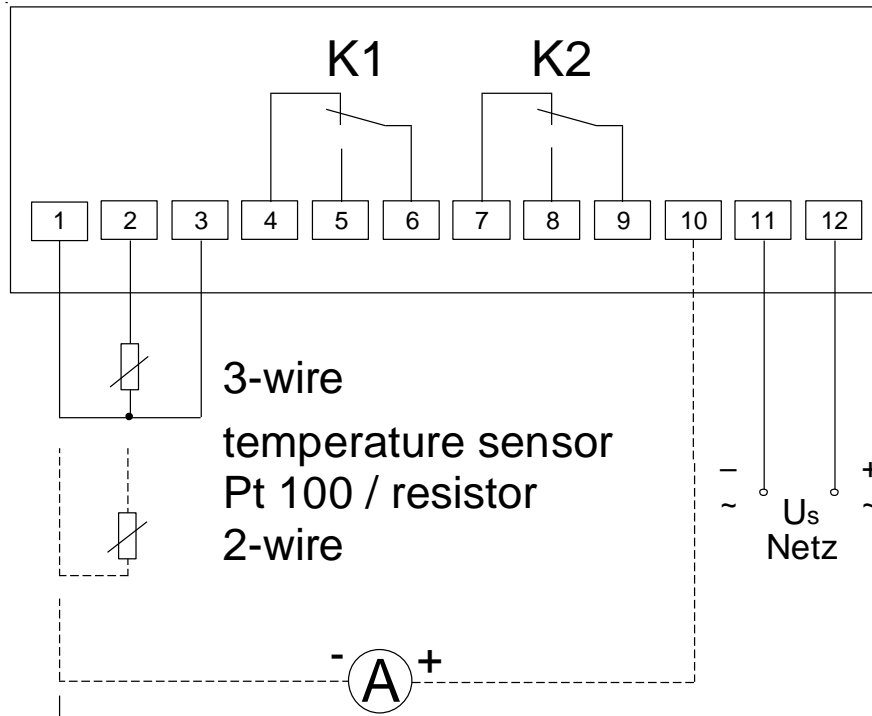 K1 K2
1 2 3 4 5 6 7 8 9 10 11 12
3-wire
temperature sensor
Pt 100 / resistor
2-wire
– +
~ Us ~
Netz
- A +